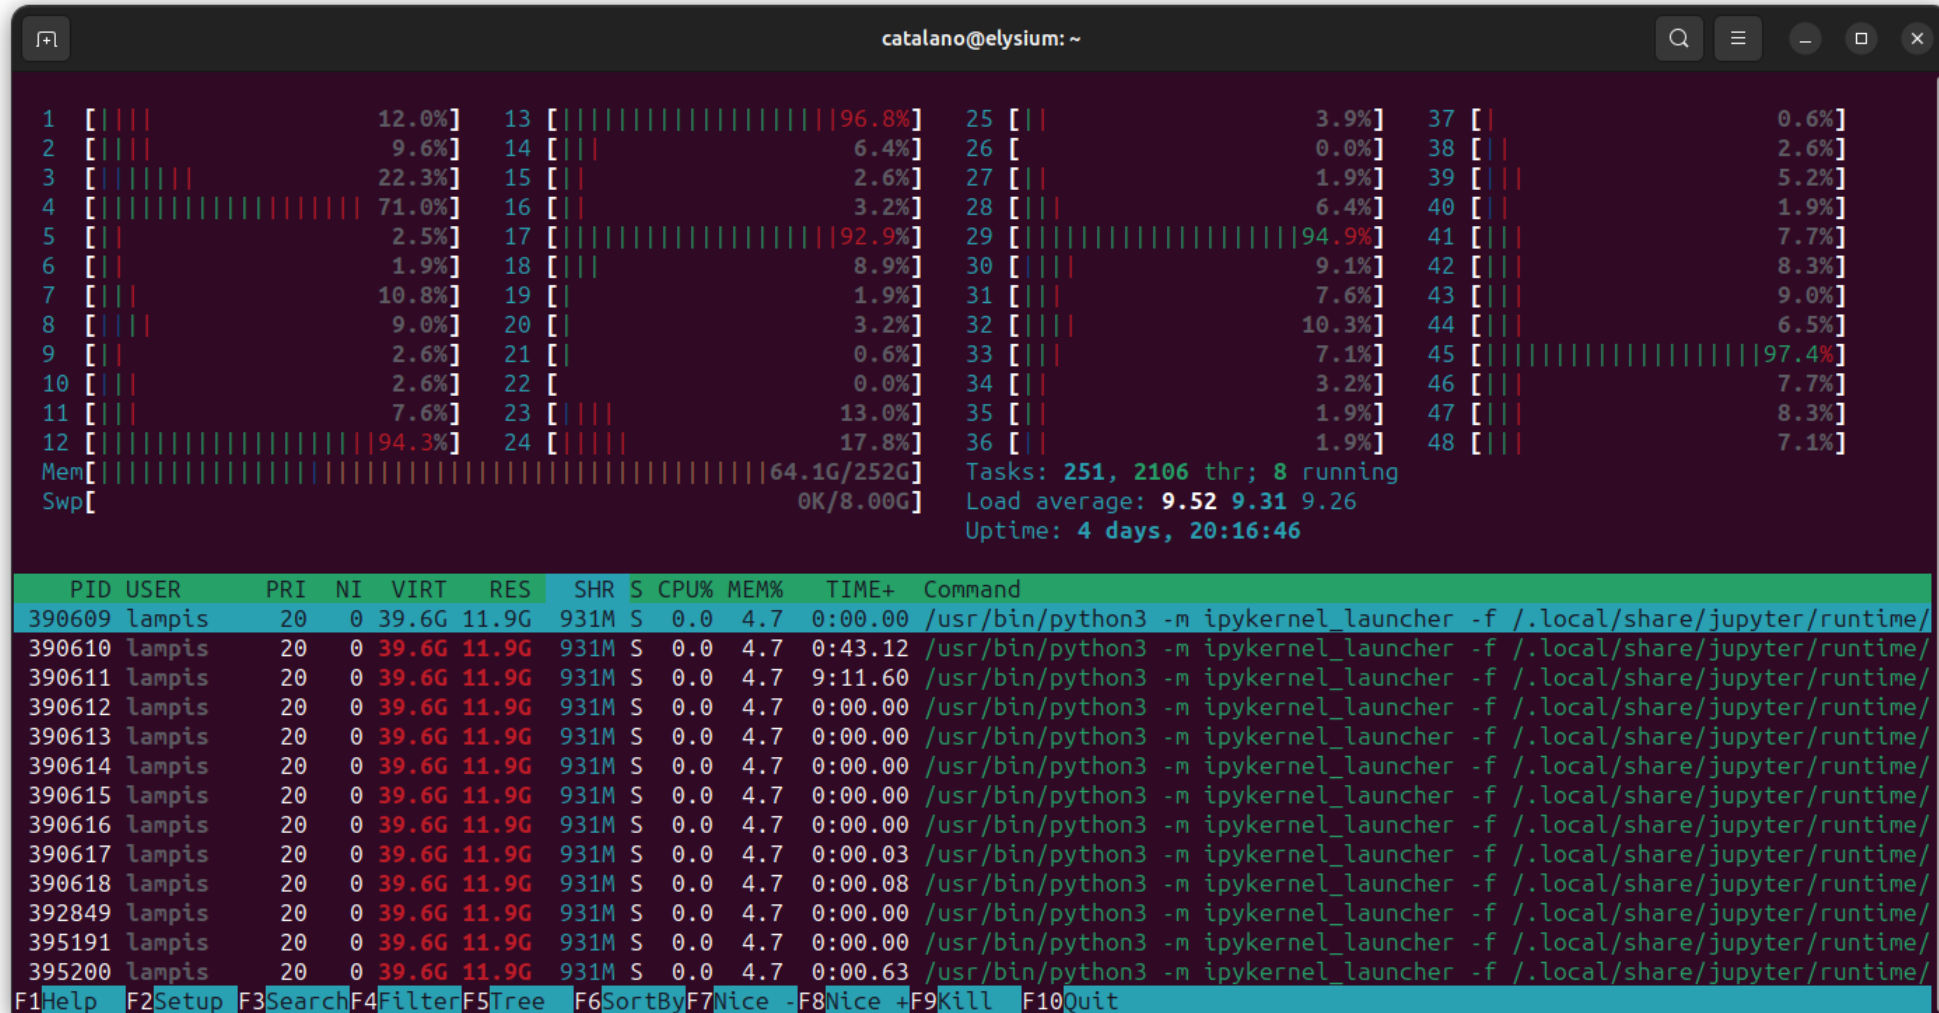 catalano@elysium: ~
1 [|||| 12.0%] 13 [||||||||||||||||||||96.8%] 25 [|| 3.9%] 37 [| 0.6%]
2 [|||| 9.6%] 14 [||| 6.4%] 26 [ 0.0%] 38 [|| 2.6%]
3 [||||||| 22.3%] 15 [|| 2.6%] 27 [|| 1.9%] 39 [||| 5.2%]
4 [||||||||||||||||||| 71.0%] 16 [|| 3.2%] 28 [||| 6.4%] 40 [|| 1.9%]
5 [|| 2.5%] 17 [||||||||||||||||||||92.9%] 29 [||||||||||||||||||||94.9%] 41 [||| 7.7%]
6 [|| 1.9%] 18 [||| 8.9%] 30 [|||| 9.1%] 42 [||| 8.3%]
7 [||| 10.8%] 19 [| 1.9%] 31 [||| 7.6%] 43 [||| 9.0%]
8 [|||| 9.0%] 20 [| 3.2%] 32 [|||| 10.3%] 44 [||| 6.5%]
9 [|| 2.6%] 21 [| 0.6%] 33 [||| 7.1%] 45 [||||||||||||||||||||97.4%]
10 [||| 2.6%] 22 [ 0.0%] 34 [|| 3.2%] 46 [||| 7.7%]
11 [||| 7.6%] 23 [|||| 13.0%] 35 [|| 1.9%] 47 [||| 8.3%]
12 [||||||||||||||||||||94.3%] 24 [||||| 17.8%] 36 [|| 1.9%] 48 [||| 7.1%]
Mem[||||||||||||||||||||||||||||||||||||||||||||||||64.1G/252G] Tasks: 251, 2106 thr; 8 running
Swp[ 0K/8.00G] Load average: 9.52 9.31 9.26
Uptime: 4 days, 20:16:46
PID USER PRI NI VIRT RES SHR S CPU% MEM% TIME+ Command
390609 lampis 20 0 39.6G 11.9G 931M S 0.0 4.7 0:00.00 /usr/bin/python3 -m ipykernel_launcher -f /.local/share/jupyter/runtime/
390610 lampis 20 0 39.6G 11.9G 931M S 0.0 4.7 0:43.12 /usr/bin/python3 -m ipykernel_launcher -f /.local/share/jupyter/runtime/
390611 lampis 20 0 39.6G 11.9G 931M S 0.0 4.7 9:11.60 /usr/bin/python3 -m ipykernel_launcher -f /.local/share/jupyter/runtime/
390612 lampis 20 0 39.6G 11.9G 931M S 0.0 4.7 0:00.00 /usr/bin/python3 -m ipykernel_launcher -f /.local/share/jupyter/runtime/
390613 lampis 20 0 39.6G 11.9G 931M S 0.0 4.7 0:00.00 /usr/bin/python3 -m ipykernel_launcher -f /.local/share/jupyter/runtime/
390614 lampis 20 0 39.6G 11.9G 931M S 0.0 4.7 0:00.00 /usr/bin/python3 -m ipykernel_launcher -f /.local/share/jupyter/runtime/
390615 lampis 20 0 39.6G 11.9G 931M S 0.0 4.7 0:00.00 /usr/bin/python3 -m ipykernel_launcher -f /.local/share/jupyter/runtime/
390616 lampis 20 0 39.6G 11.9G 931M S 0.0 4.7 0:00.00 /usr/bin/python3 -m ipykernel_launcher -f /.local/share/jupyter/runtime/
390617 lampis 20 0 39.6G 11.9G 931M S 0.0 4.7 0:00.03 /usr/bin/python3 -m ipykernel_launcher -f /.local/share/jupyter/runtime/
390618 lampis 20 0 39.6G 11.9G 931M S 0.0 4.7 0:00.08 /usr/bin/python3 -m ipykernel_launcher -f /.local/share/jupyter/runtime/
392849 lampis 20 0 39.6G 11.9G 931M S 0.0 4.7 0:00.00 /usr/bin/python3 -m ipykernel_launcher -f /.local/share/jupyter/runtime/
395191 lampis 20 0 39.6G 11.9G 931M S 0.0 4.7 0:00.00 /usr/bin/python3 -m ipykernel_launcher -f /.local/share/jupyter/runtime/
395200 lampis 20 0 39.6G 11.9G 931M S 0.0 4.7 0:00.63 /usr/bin/python3 -m ipykernel_launcher -f /.local/share/jupyter/runtime/
F1Help F2Setup F3SearchF4FilterF5Tree F6SortByF7Nice -F8Nice +F9Kill F10Quit